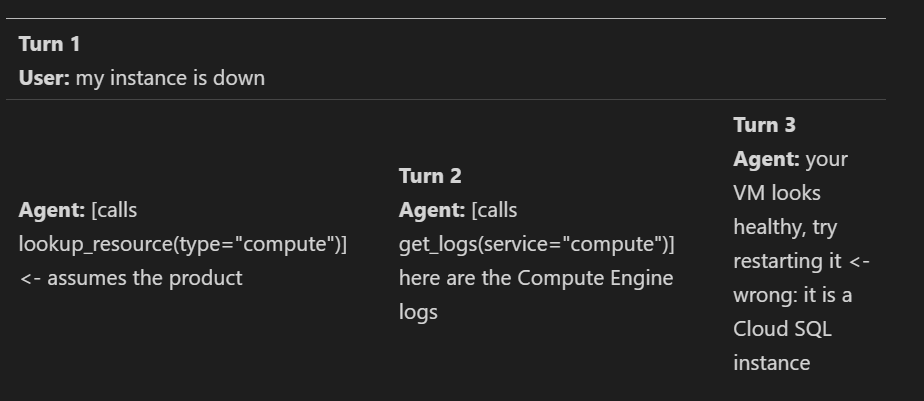 Turn 1
User: my instance is down
Agent: [calls
lookup_resource(type="compute")]
<- assumes the product
Turn 2
Agent: [calls
get_logs(service="compute")]
here are the Compute Engine
logs
Turn 3
Agent: your
VM looks
healthy, try
restarting it <-
wrong: it is a
Cloud SQL
instance